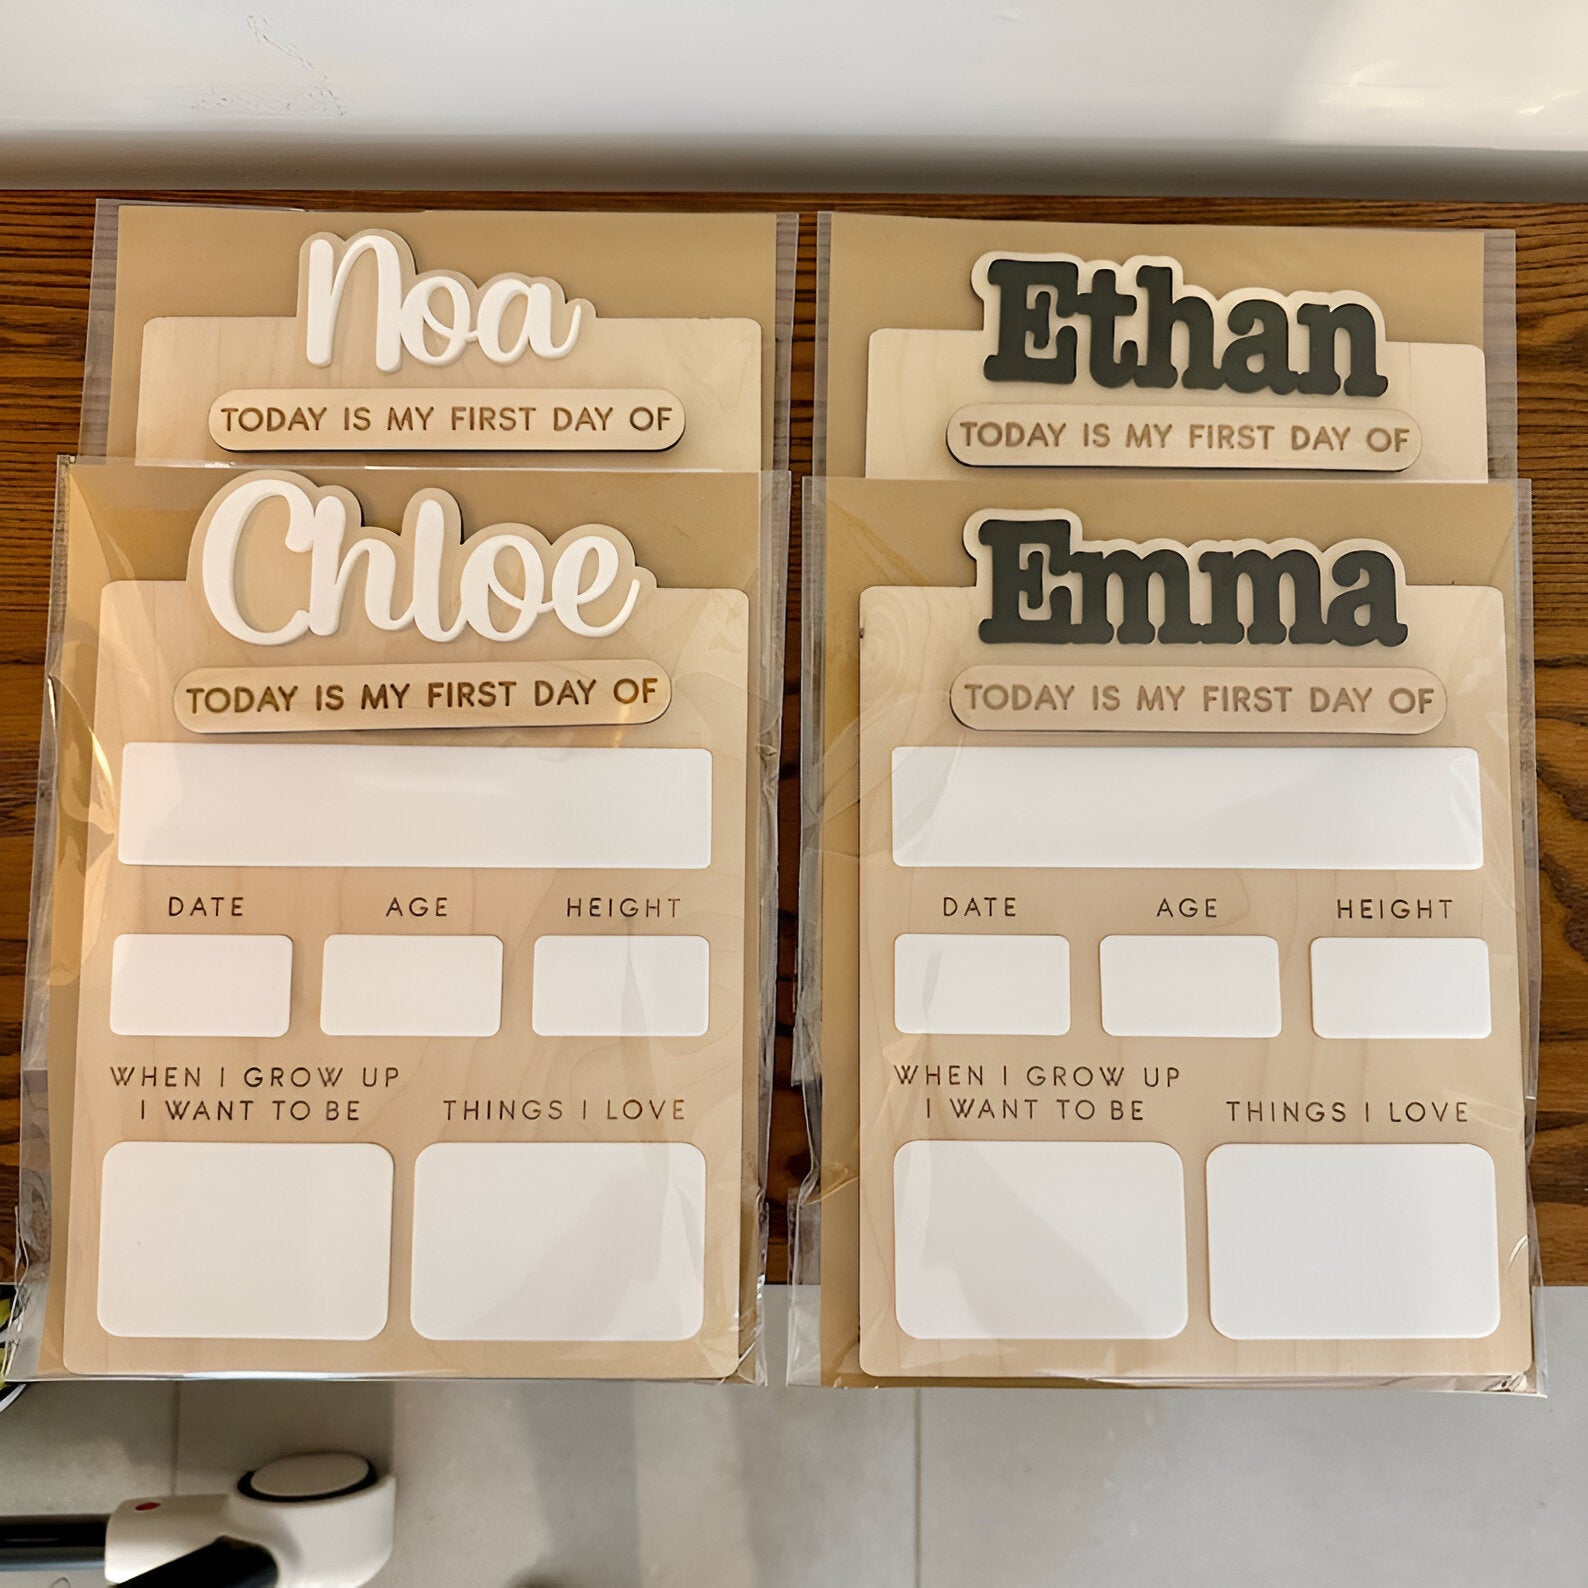 Noa
TODAY IS MY FIRST DAY OF
Ethan
TODAY IS MY FIRST DAY OF
Chloe
TODAY IS MY FIRST DAY OF
DATE AGE HEIGHT
WHEN I GROW UP
I WANT TO BE THINGS I LOVE
Emma
TODAY IS MY FIRST DAY OF
DATE AGE HEIGHT
WHEN I GROW UP
I WANT TO BE THINGS I LOVE